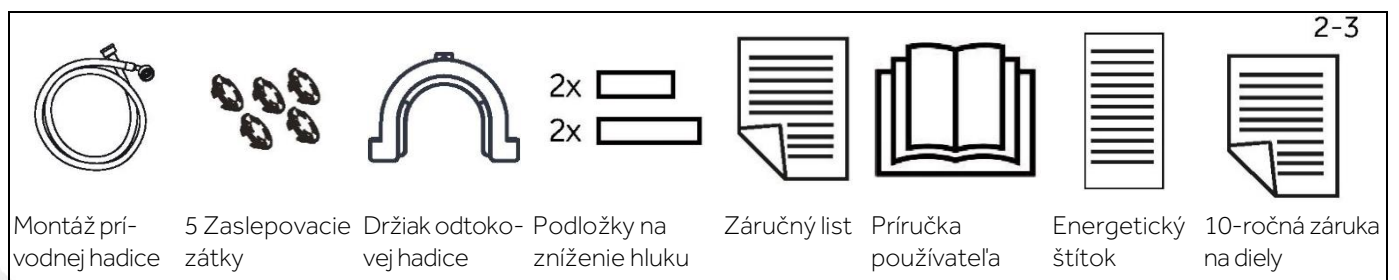 2-3
2x
2x
Montáž prí-
vodnej hadice
5 Zaslepovacie
zátky
Držiak odtoko-
vej hadice
Podložky na
zníženie hluku
Záručný list
Príručka
používateľa
Energetický
štítok
10-ročná záruka
na diely